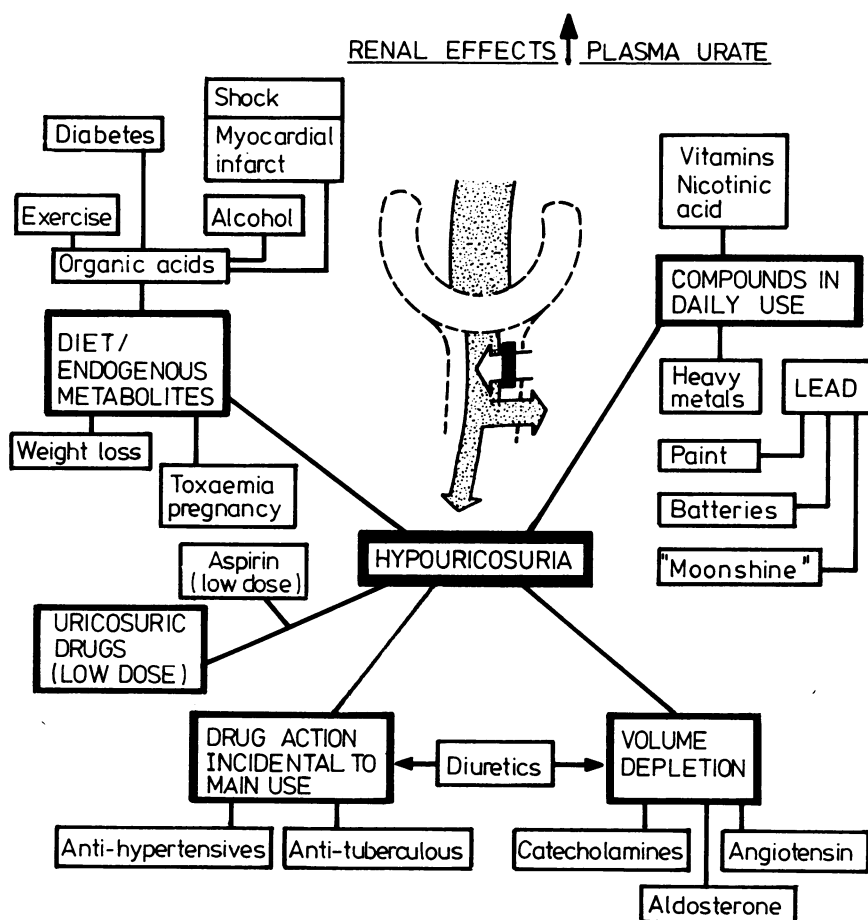 RENAL EFFECTS PLASMA URATE
Shock
Myocardial
infarct
Diabetes
Exercise
Alcohol
Organic acids
DIET/
ENDOGENOUS
METABOLITES
Weight loss
Toxaemia
pregnancy
Vitamins
Nicotinic
acid
COMPOUNDS IN
DAILY USE
Heavy
metals
LEAD
Paint
Batteries
"Moonshine"
HYPOURICOSURIA
Aspirin
(low dose)
URICOSURIC
DRUGS
(LOW DOSE)
DRUG ACTION
INCIDENTAL TO
MAIN USE
Diuretics
VOLUME
DEPLETION
Anti-hypertensives
Anti-tuberculous
Catecholamines
Angiotensin
Aldosterone